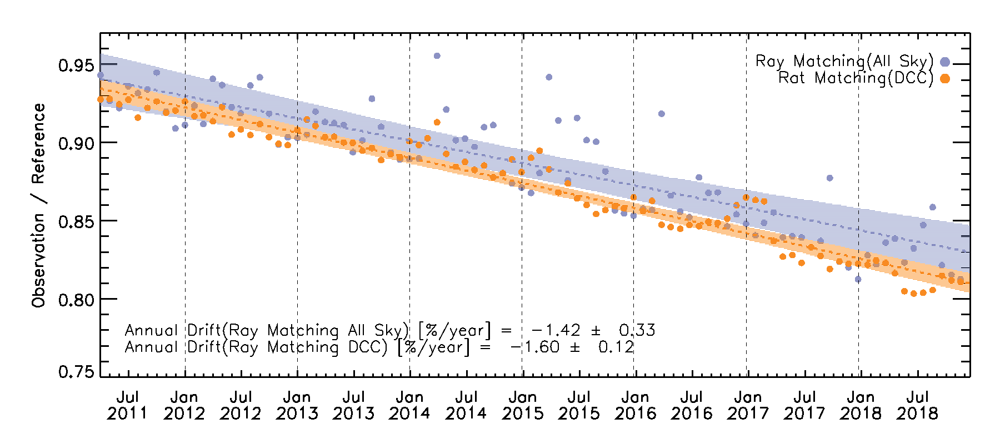 Ray Matching(All Sky)
Rat Matching(DCC)
0.95
0.90
0.85
0.80
0.75
Observation / Reference
Annual Drift(Ray Matching All Sky) [%/year] = -1.42 ± 0.33
Annual Drift(Ray Matching DCC) [%/year] = -1.60 ± 0.12
Jul Jan Jul Jan Jul Jan Jul Jan Jul Jan Jul Jan Jul Jan Jul
2011 2012 2012 2013 2013 2014 2014 2015 2015 2016 2016 2017 2017 2018 2018